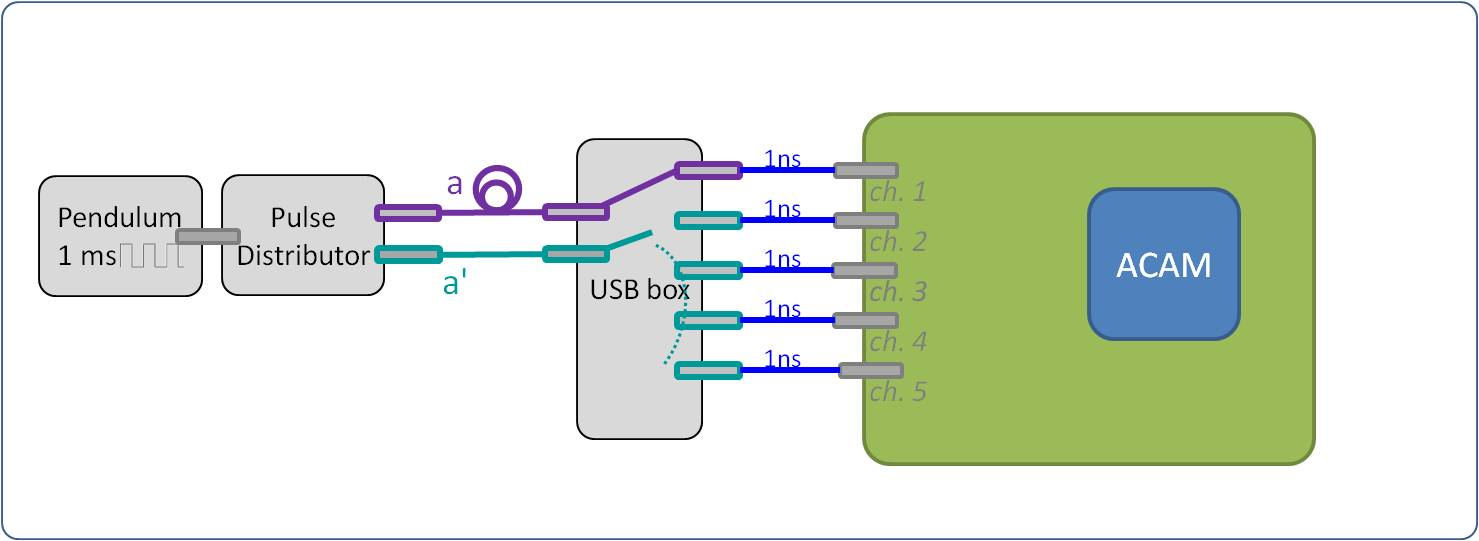 Pendulum
1 ms
Pulse
Distributor
a
a'
USB box
1ns
1ns
1ns
1ns
1ns
ch. 1
ch. 2
ch. 3
ch. 4
ch. 5
ACAM